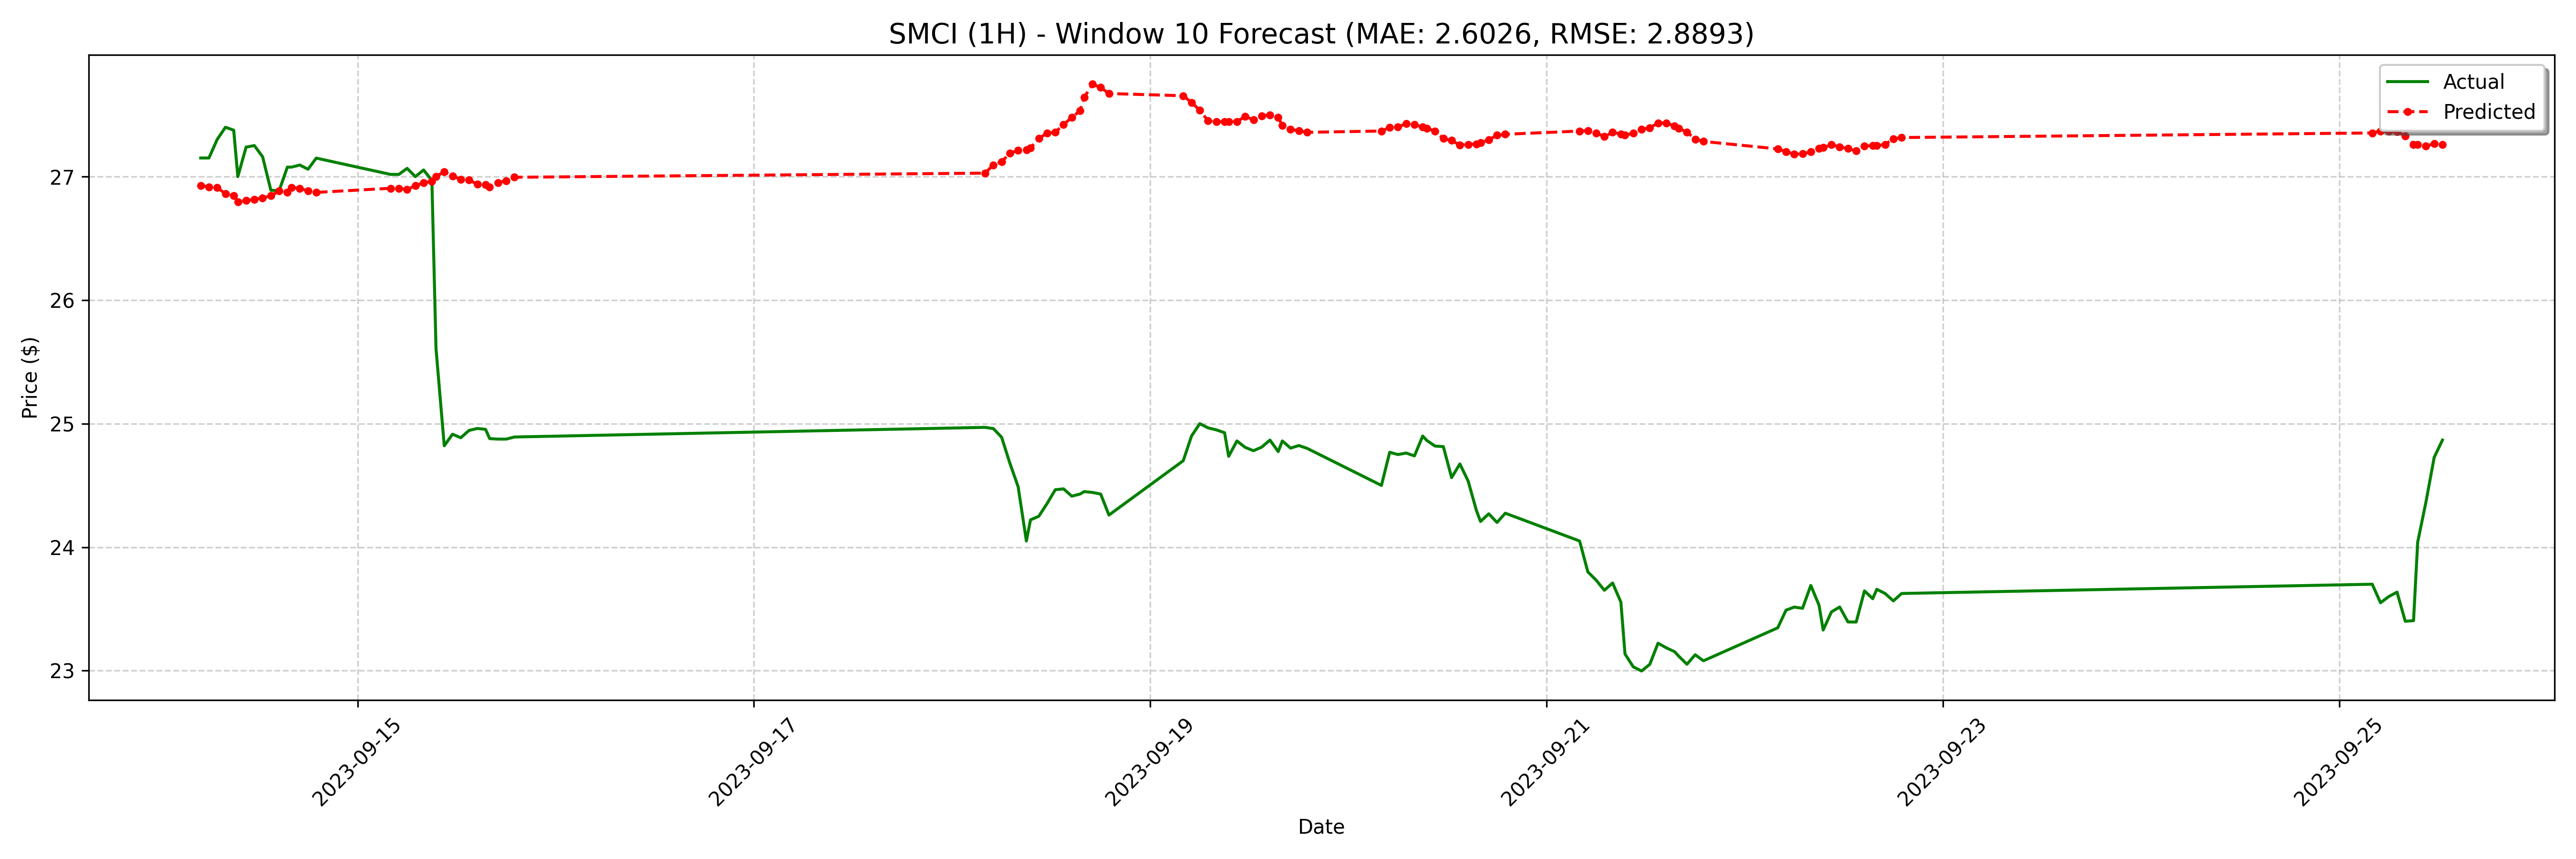 SMCI (1H) - Window 10 Forecast (MAE: 2.6026, RMSE: 2.8893)
Actual
Predicted
27
26
25
24
23
Price ($)
2023-09-15
2023-09-17
2023-09-19
2023-09-21
2023-09-23
2023-09-25
Date